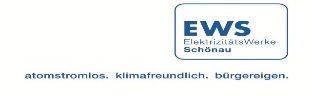 EWS
ElektrizitätsWerke
Schönau
atomstromlos. klimafreundlich. bürgereigen.